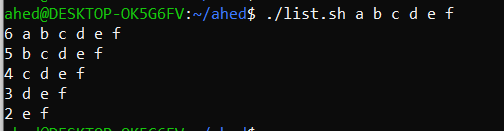 ahed@DESKTOP-OK5G6FV:~/ahed$ ./list.sh a b c d e f
6 a b c d e f
5 b c d e f
4 c d e f
3 d e f
2 e f